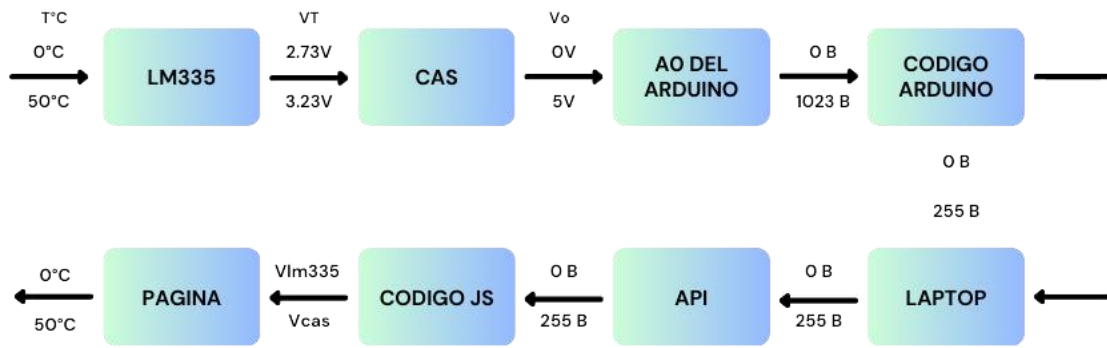 T°C
0°C
50°C
LM335
VT
2.73V
3.23V
CAS
Vo
0V
5V
A0 DEL
ARDUINO
0 B
1023 B
CODIGO
ARDUINO
0 B
255 B
0°C
50°C
PAGINA
Vlm335
Vcas
CODIGO JS
0 B
255 B
API
0 B
255 B
LAPTOP